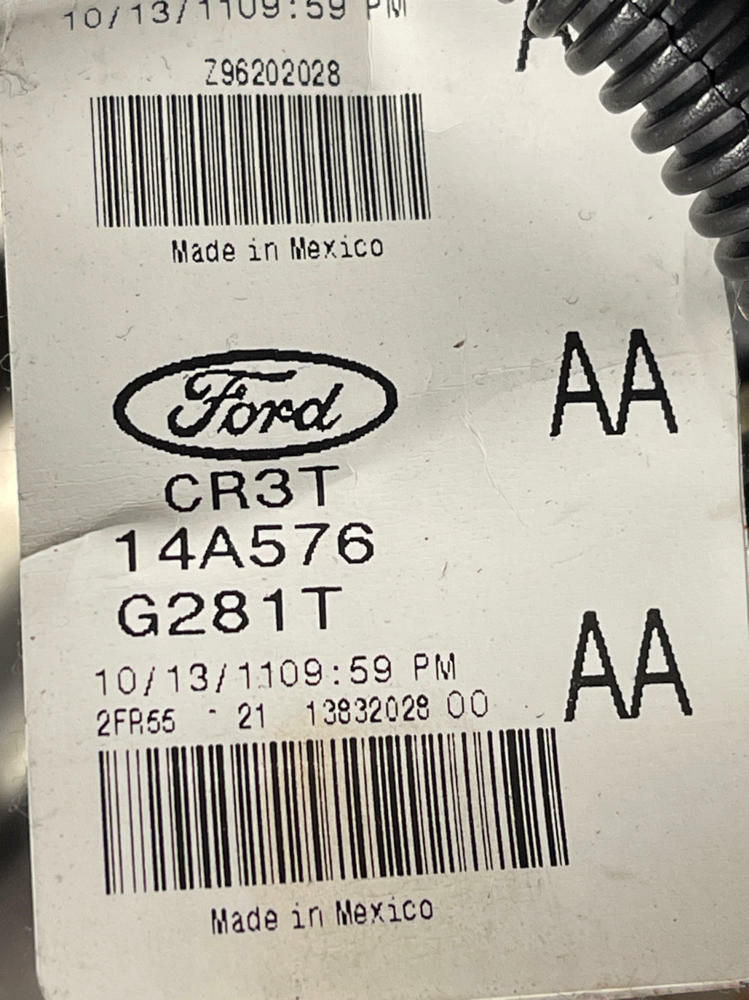 10/13/1109:59 PM
Z96202028
Made in Mexico
Ford
AA
CR3T
14A576
G281T
10/13/1109:59 PM
AA
2FR55 - 21 13832028 00
Made in Mexico